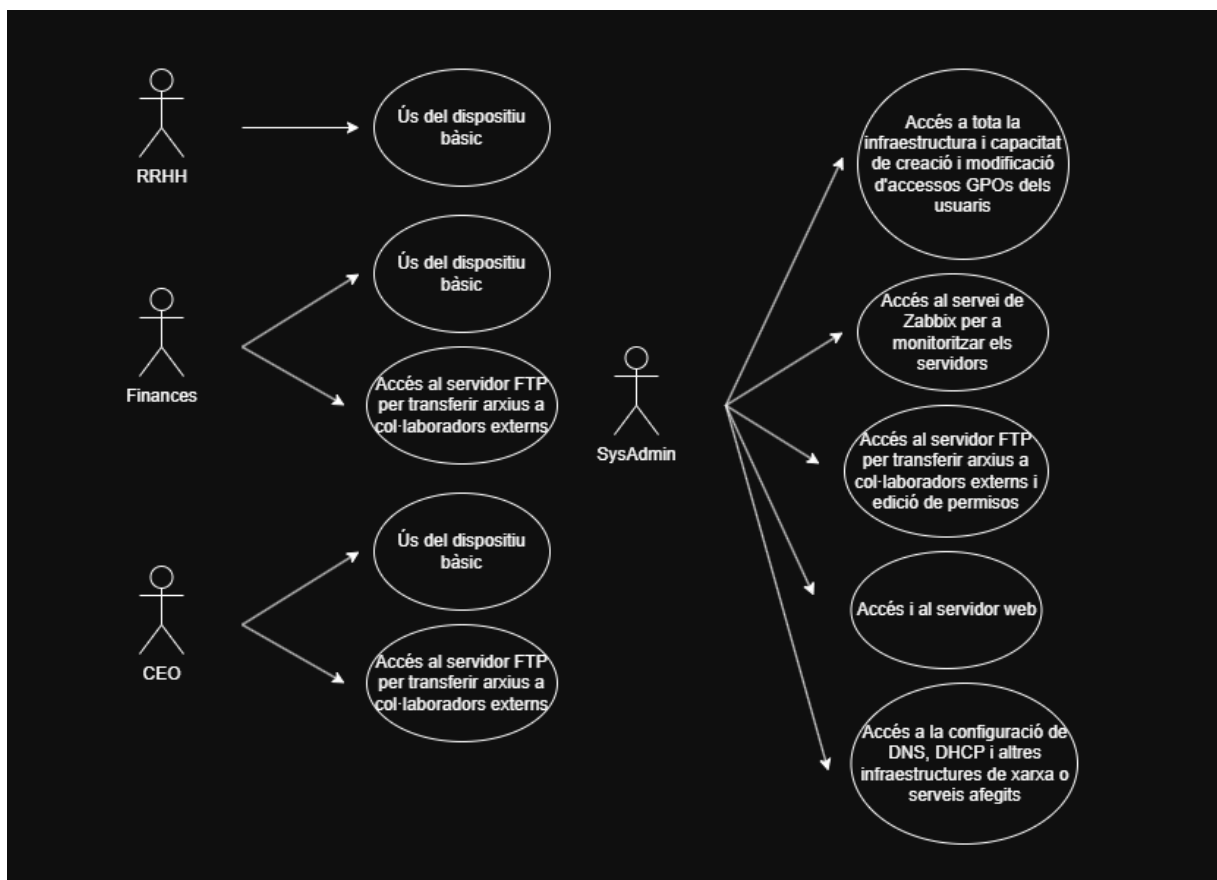 Ús del dispositiu
bàsic
RRHH
Ús del dispositiu
bàsic
Accés al servidor FTP
per transferir arxius a
col·laboradors externs
Finances
Ús del dispositiu
bàsic
Accés al servidor FTP
per transferir arxius a
col·laboradors externs
CEO
SysAdmin
Accés a tota la
infraestructura i capacitat
de creació i modificació
d'accessos GPOs dels
usuaris
Accés al servei de
Zabbix per a
monitoritzar els
servidors
Accés al servidor FTP
per transferir arxius a
col·laboradors externs i
edició de permisos
Accés i al servidor web
Accés a la configuració de
DNS, DHCP i altres
infraestructures de xarxa o
serveis afegits